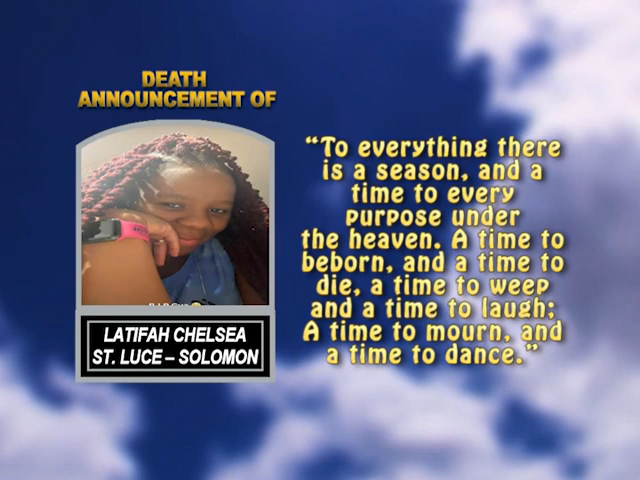 DEATH
ANNOUNCEMENT OF
LATIFAH CHELSEA
ST. LUCE – SOLOMON
“To everything there
is a season, and a
time to every
purpose under
the heaven. A time to
beborn, and a time to
die, a time to weep
and a time to laugh;
A time to mourn, and
a time to dance.”